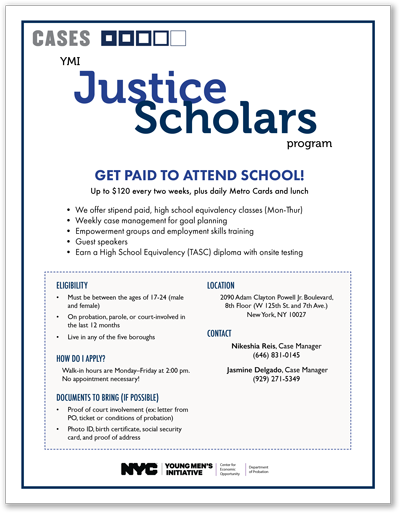 CASES
YMI
Justice
Scholars
program
GET PAID TO ATTEND SCHOOL!
Up to $120 every two weeks, plus daily Metro Cards and lunch
• We offer stipend paid, high school equivalency classes (Mon-Thur)
• Weekly case management for goal planning
• Empowerment groups and employment skills training
• Guest speakers
• Earn a High School Equivalency (TASC) diploma with onsite testing
ELIGIBILITY
• Must be between the ages of 17-24 (male
and female)
• On probation, parole, or court-involved in
the last 12 months
• Live in any of the five boroughs
HOW DO I APPLY?
Walk-in hours are Monday–Friday at 2:00 pm.
No appointment necessary!
DOCUMENTS TO BRING (IF POSSIBLE)
• Proof of court involvement (ex: letter from
PO, ticket or conditions of probation)
• Photo ID, birth certificate, social security
card, and proof of address
LOCATION
2090 Adam Clayton Powell Jr. Boulevard,
8th Floor (W 125th St. and 7th Ave.)
New York, NY 10027
CONTACT
Nikeshia Reis, Case Manager
(646) 831-0145
Jasmine Delgado, Case Manager
(929) 271-5349
NYC
YOUNG MEN'S
INITIATIVE
Center for
Economic
Opportunity
Department
of Probation